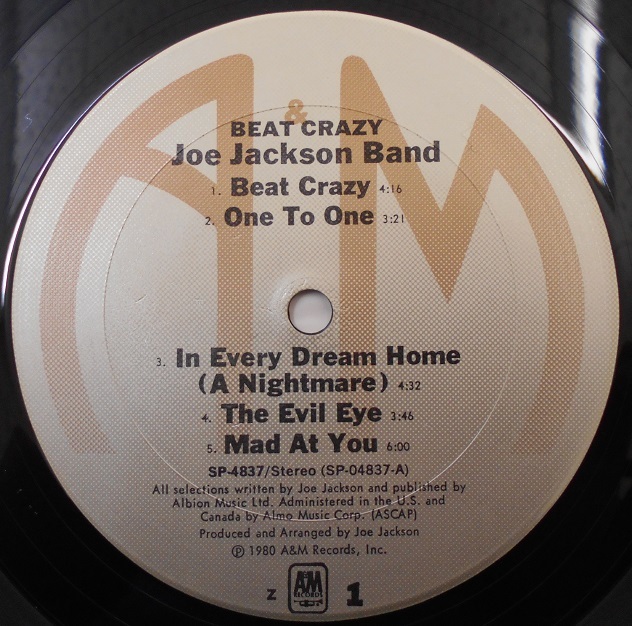 A&M
BEAT CRAZY
Joe Jackson Band
1. Beat Crazy 4:16
2. One To One 3:21
3. In Every Dream Home
(A Nightmare) 4:32
4. The Evil Eye 3:46
5. Mad At You 6:00
SP-4837/Stereo (SP-04837-A)
All selections written by Joe Jackson and published by
Albion Music Ltd. Administered in the U.S. and
Canada by Almo Music Corp. (ASCAP)
Produced and Arranged by Joe Jackson
℗ 1980 A&M Records, Inc.
Z A&M RECORDS 1